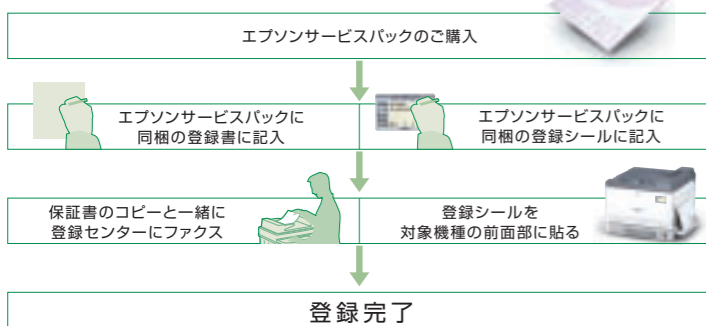 エプソンサービスパックのご購入
エプソンサービスパックに
同梱の登録書に記入
エプソンサービスパックに
同梱の登録シールに記入
保証書のコピーと一緒に
登録センターにファクス
登録シールを
対象機種の前面部に貼る
登録完了